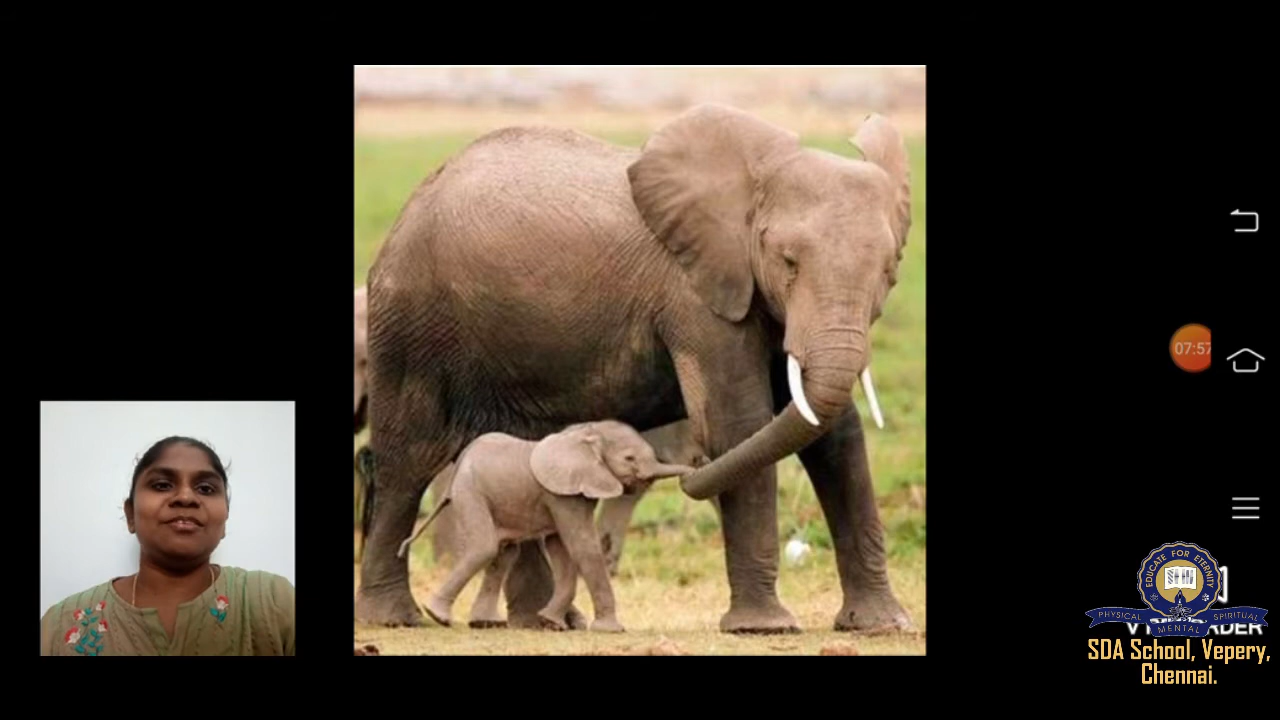 07:57
EDUCATE FOR ETERNITY
PHYSICAL MENTAL SPIRITUAL
SDA School, Vepery,
Chennai.